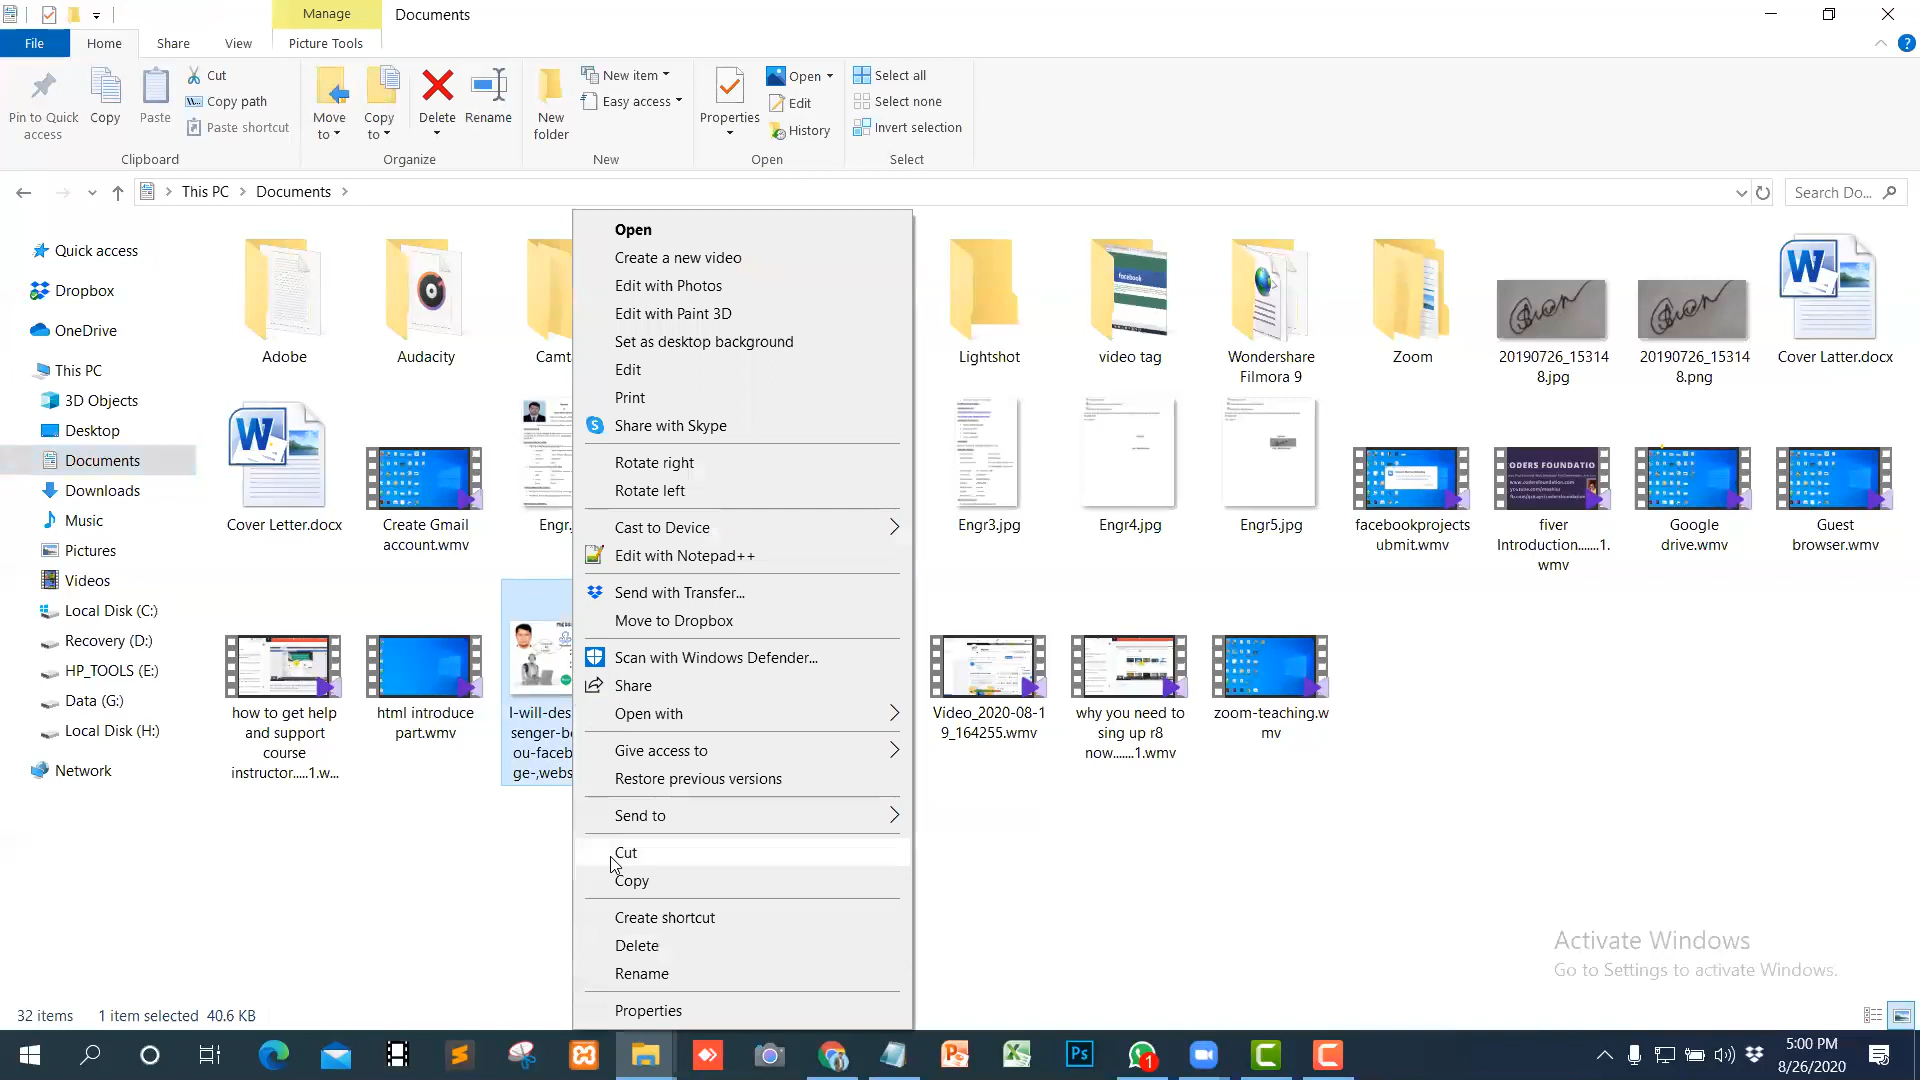 Manage
Documents
File
Home
Share
View
Picture Tools
Pin to Quick access
Copy
Paste
Cut
Copy path
Paste shortcut
Clipboard
Move to
Copy to
Delete
Rename
Organize
New folder
New item
Easy access
New
Properties
Open
Edit
History
Open
Select all
Select none
Invert selection
Select
This PC
Documents
Search Do...
Quick access
Dropbox
OneDrive
This PC
3D Objects
Desktop
Documents
Downloads
Music
Pictures
Videos
Local Disk (C:)
Recovery (D:)
HP_TOOLS (E:)
Data (G:)
Local Disk (H:)
Network
Adobe
Audacity
Camt
Lightshot
video tag
Wondershare
Filmora 9
Zoom
20190726_15314
8.jpg
20190726_15314
8.png
Cover Latter.docx
Cover Letter.docx
Create Gmail
account.wmv
Engr.
Engr3.jpg
Engr4.jpg
Engr5.jpg
facebookprojects
ubmit.wmv
fiver
Introduction.......1.
wmv
Google
drive.wmv
Guest
browser.wmv
how to get help
and support
course
instructor.....1.w...
html introduce
part.wmv
I-will-des
senger-b
ou-faceb
ge-,webs
Video_2020-08-1
9_164255.wmv
why you need to
sing up r8
now.......1.wmv
zoom-teaching.w
mv
Open
Create a new video
Edit with Photos
Edit with Paint 3D
Set as desktop background
Edit
Print
Share with Skype
Rotate right
Rotate left
Cast to Device
Edit with Notepad++
Send with Transfer...
Move to Dropbox
Scan with Windows Defender...
Share
Open with
Give access to
Restore previous versions
Send to
Cut
Copy
Create shortcut
Delete
Rename
Properties
Activate Windows
Go to Settings to activate Windows.
32 items
1 item selected 40.6 KB
5:00 PM
8/26/2020